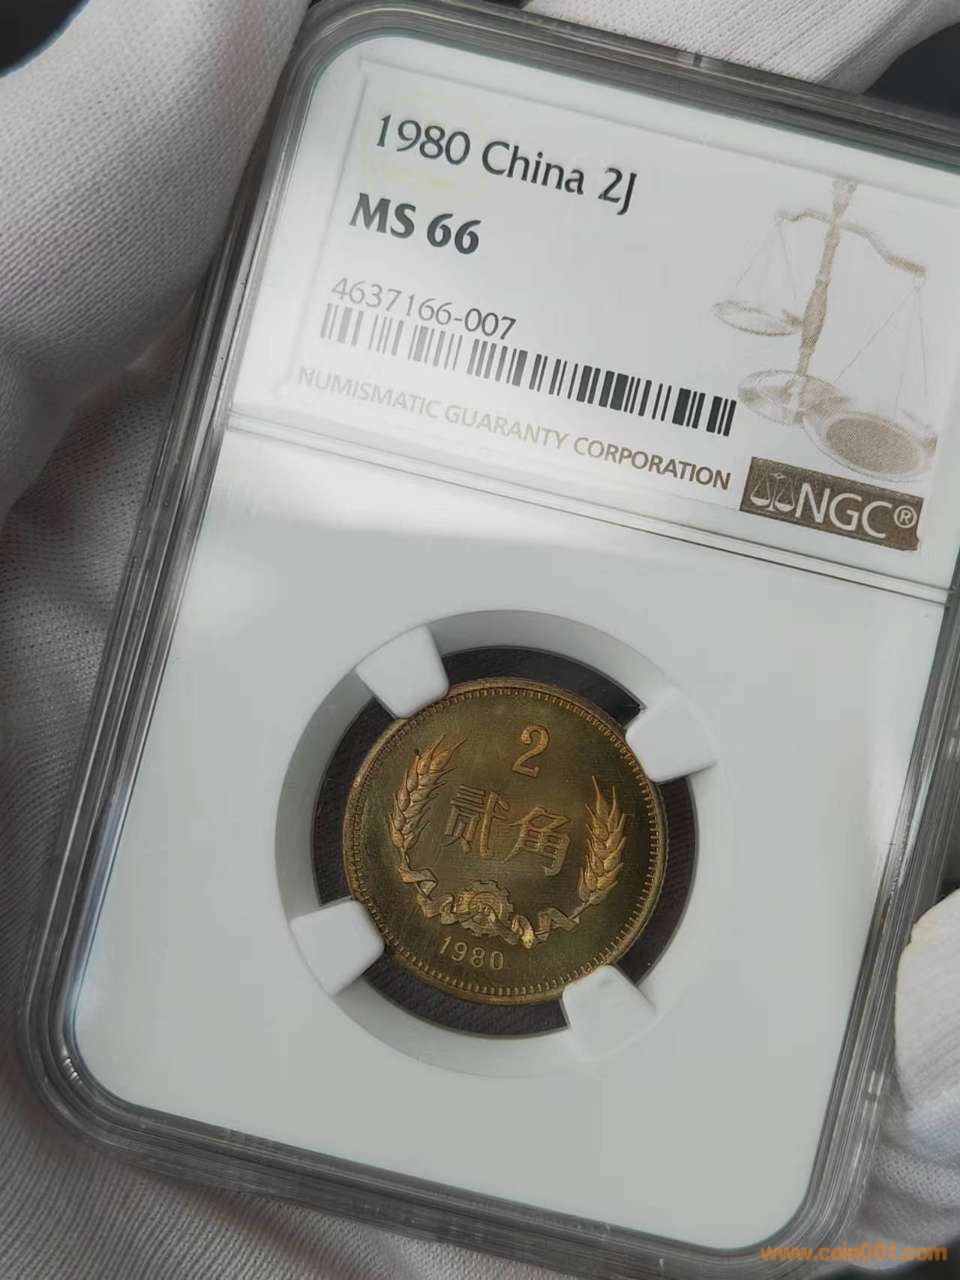 1980 China 2J
MS 66
4637166-007
NUMISMATIC GUARANTY CORPORATION
NGC®
2
贰角
1980
www.coin001.com